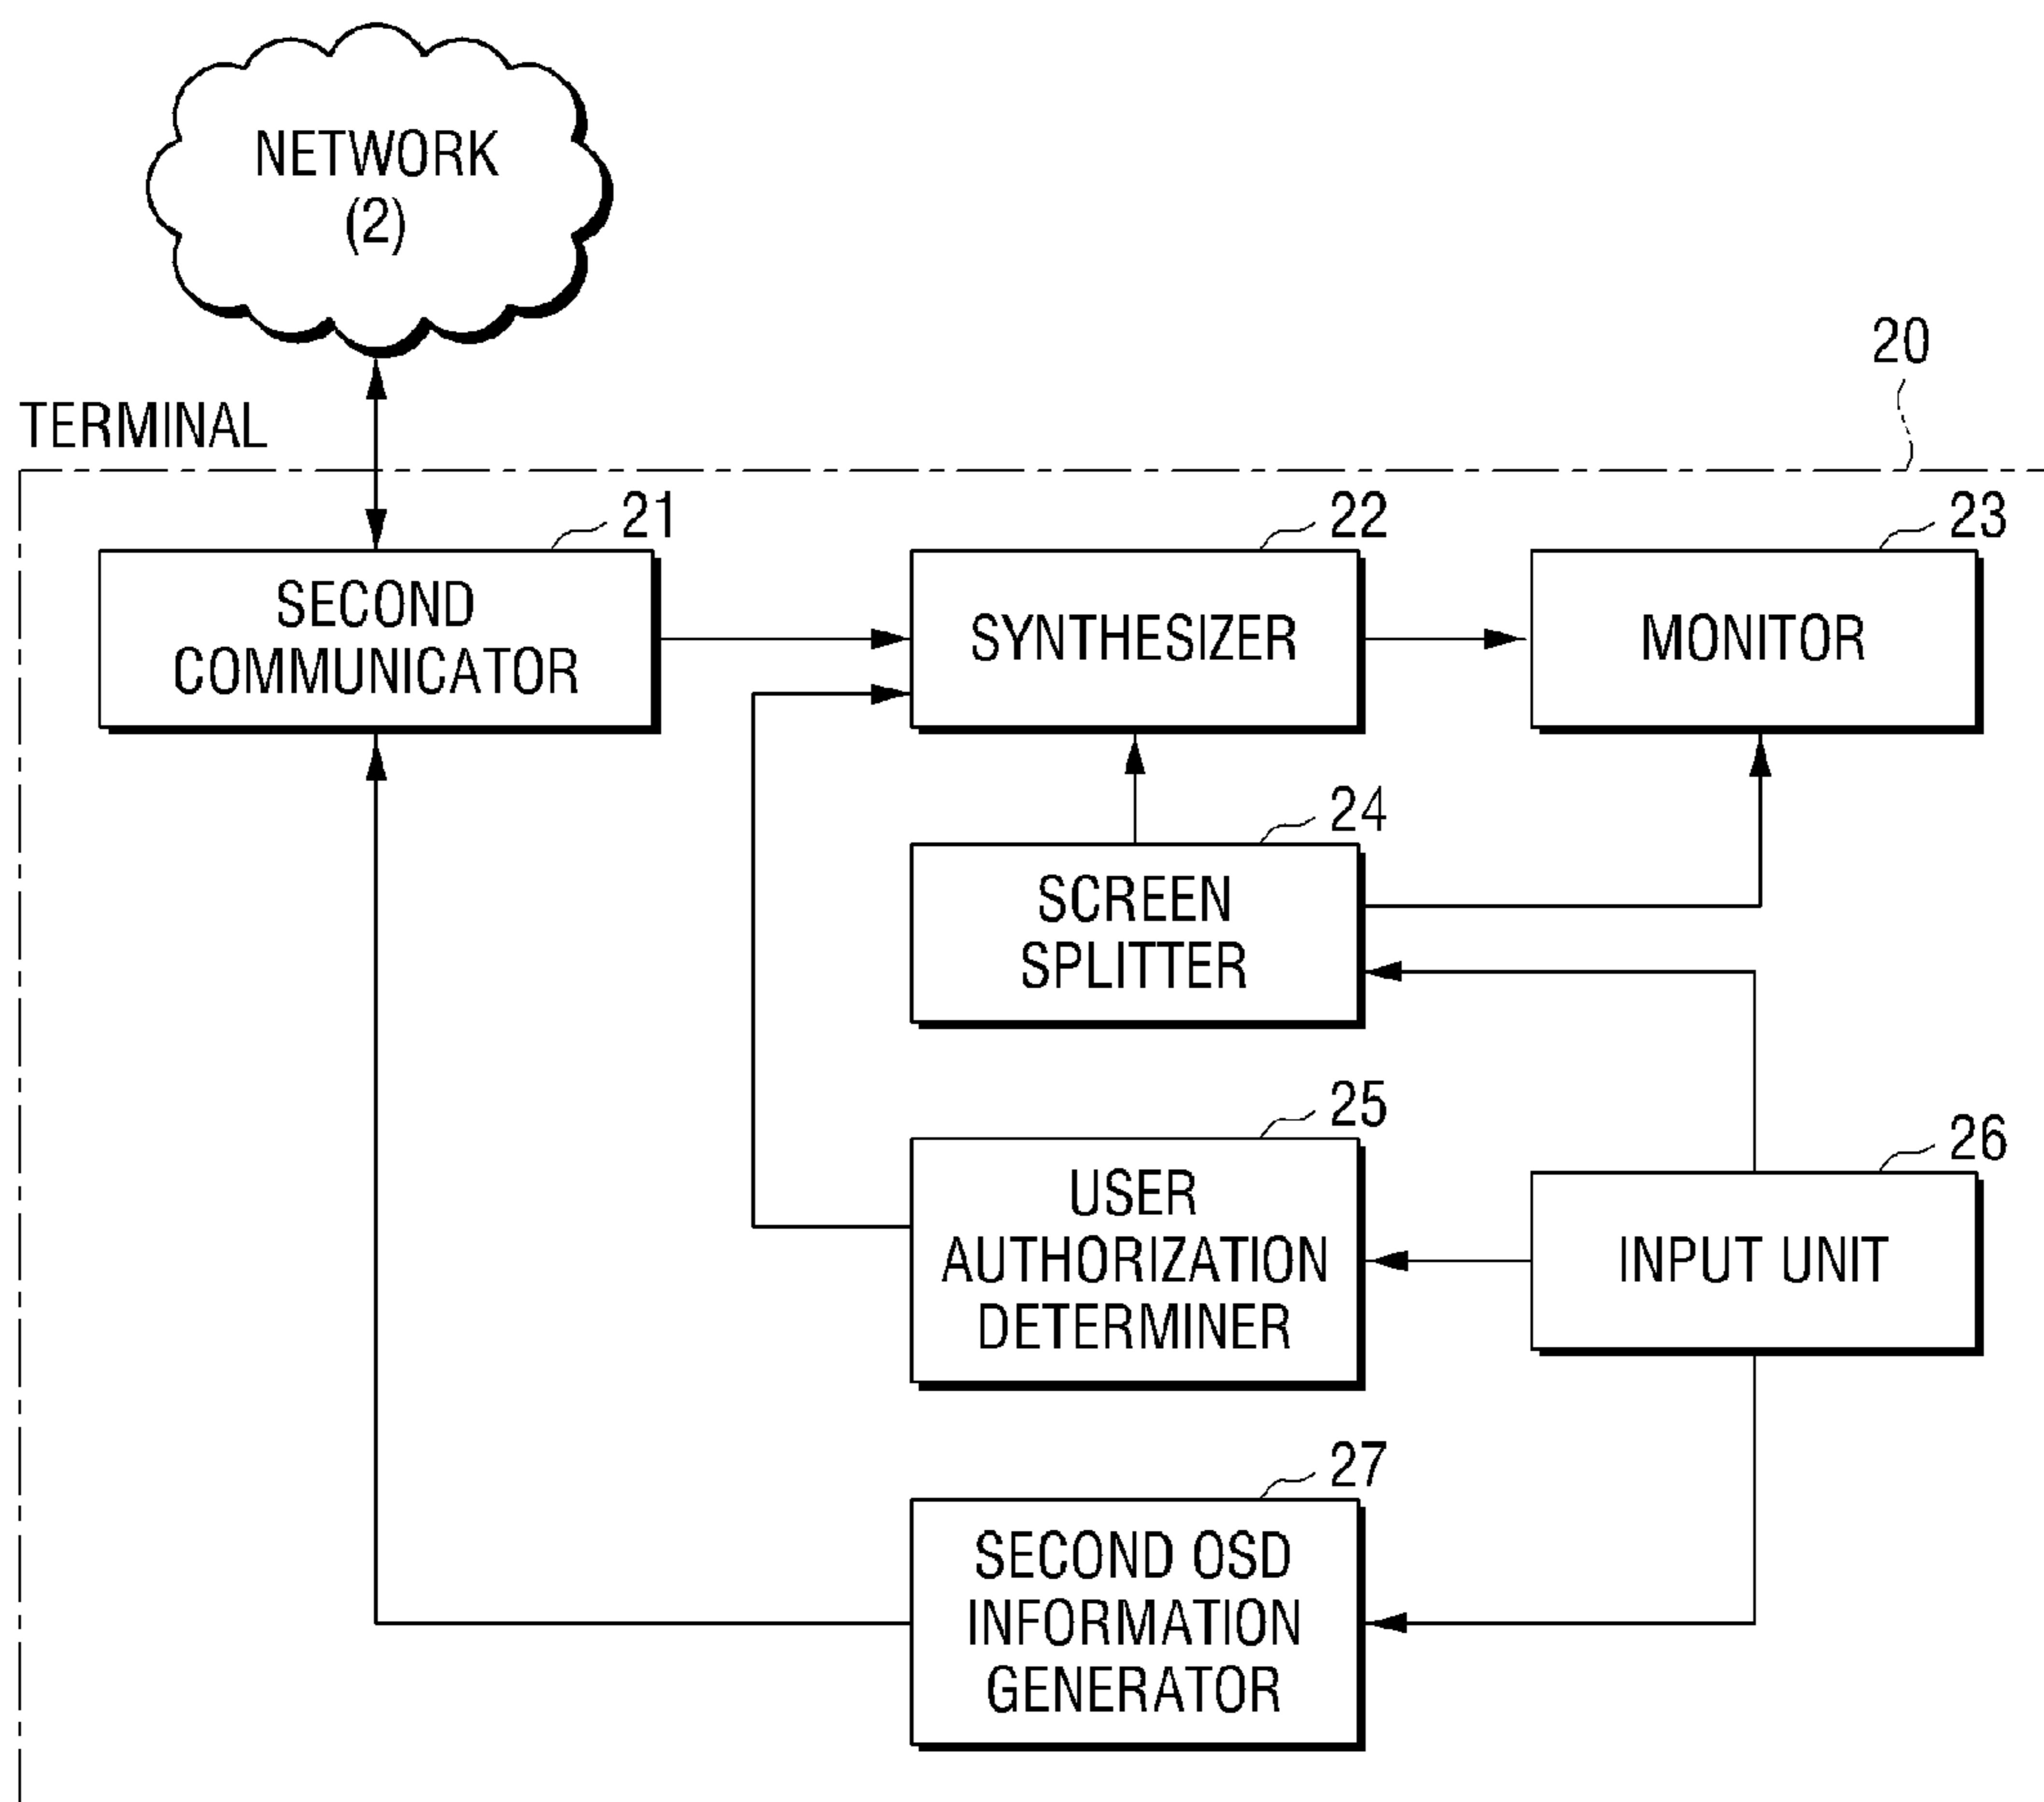 NETWORK
(2)
20
TERMINAL
21
22
23
SECOND
COMMUNICATOR
SYNTHESIZER
MONITOR
24
SCREEN
SPLITTER
25
26
USER
AUTHORIZATION
DETERMINER
INPUT UNIT
27
SECOND OSD
INFORMATION
GENERATOR